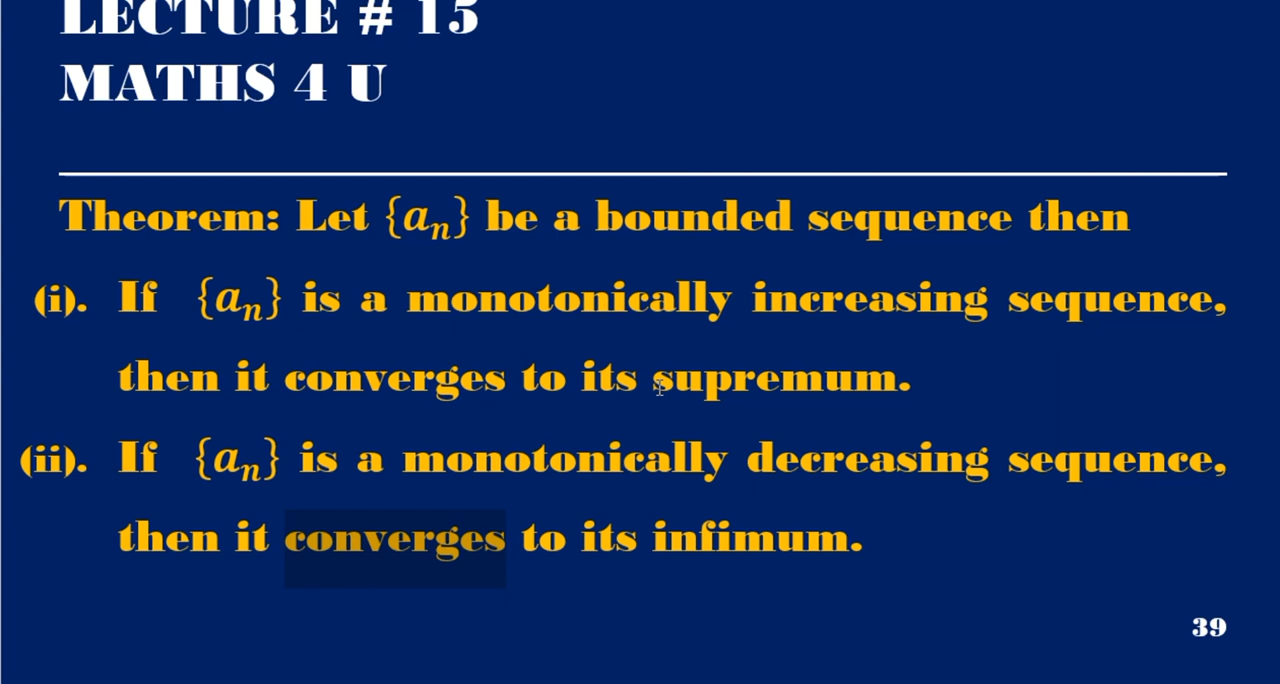 LECTURE # 15
MATHS 4 U
Theorem: Let {aₙ} be a bounded sequence then
(i). If {aₙ} is a monotonically increasing sequence,
then it converges to its supremum.
(ii). If {aₙ} is a monotonically decreasing sequence,
then it converges to its infimum.
39